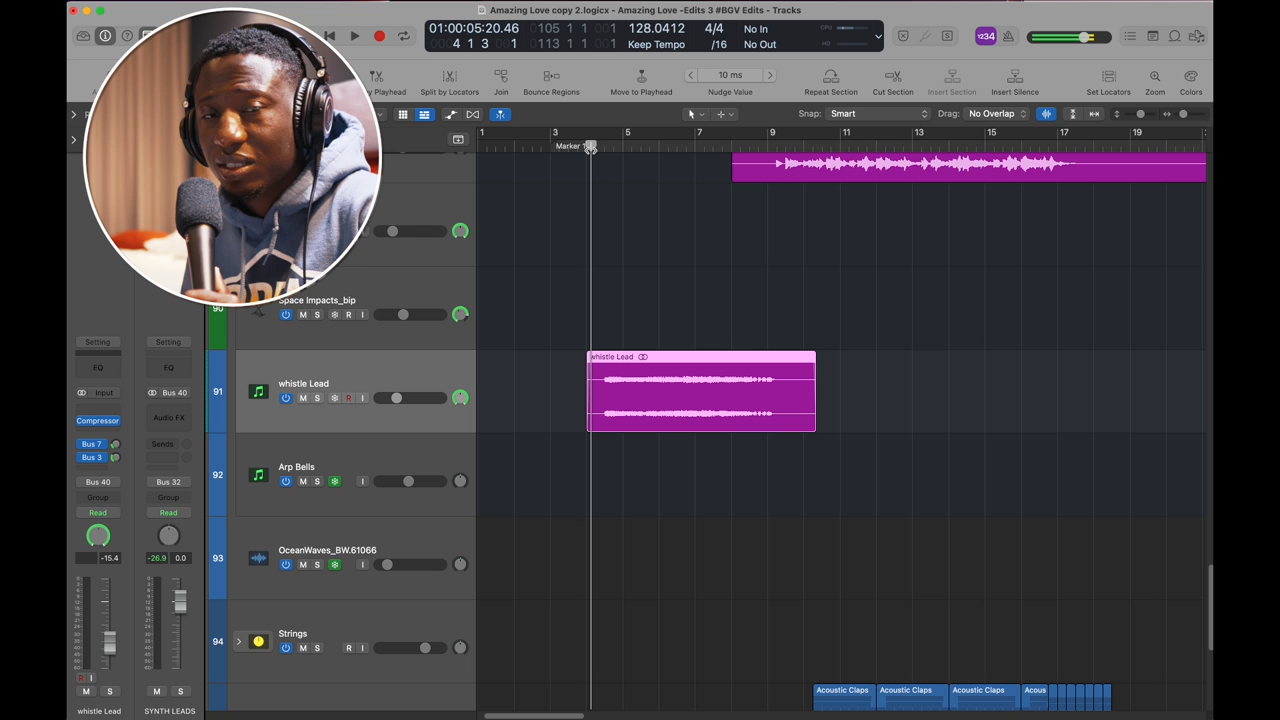 Amazing Love copy 2.logicx - Amazing Love -Edits 3 #BGV Edits - Tracks
01:00:05:20.46
4 1 3 1
0105 1 1 1
0113 1 1 1
128.0412
Keep Tempo
4/4
/16
No In
No Out
CPU
HD
1234
by Playhead
Split by Locators
Join
Bounce Regions
Move to Playhead
10 ms
Nudge Value
Repeat Section
Cut Section
Insert Section
Insert Silence
Set Locators
Zoom
Colors
Snap: Smart
Drag: No Overlap
1 3 5 7 9 11 13 15 17 19
Marker
90
Space Impacts_bip
M S R I
91
whistle Lead
M S R I
whistle Lead
92
Arp Bells
M S I
93
OceanWaves_BW.61066
M S I
94
Strings
M S R I
Acoustic Claps
Acoustic Claps
Acoustic Claps
Acous
Setting
Setting
EQ
EQ
Input
Bus 40
Compressor
Audio FX
Bus 7
Sends
Bus 3
Bus 40
Bus 32
Group
Group
Read
Read
-15.4
-26.9
0.0
R I
M S
M S
whistle Lead
SYNTH LEADS